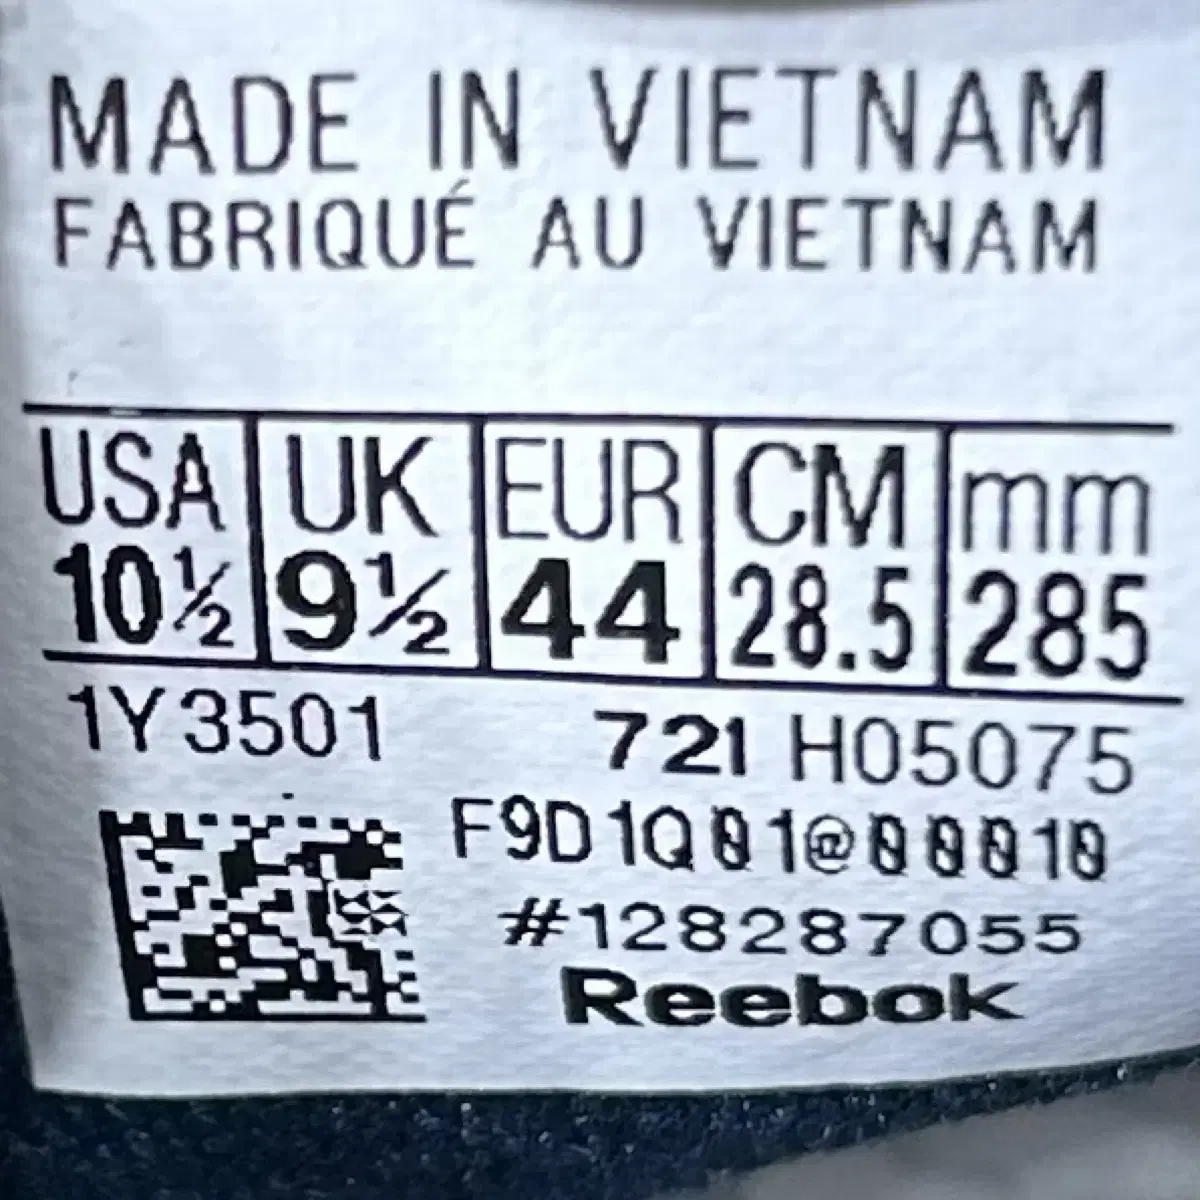 MADE IN VIETNAM
FABRIQUÉ AU VIETNAM
USA UK EUR CM mm
10½ 9½ 44 28.5 285
1Y3501 721 H05075
F9D1Q01@000010
#128287055
Reebok